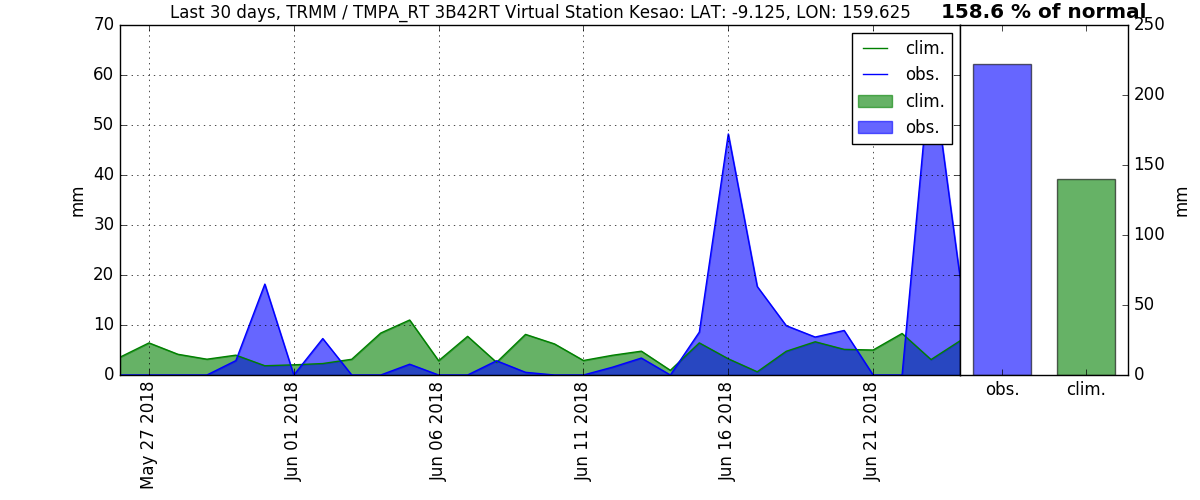 Last 30 days, TRMM / TMPA_RT 3B42RT Virtual Station Kesao: LAT: -9.125, LON: 159.625
158.6 % of normal
70
60
50
40
30
20
10
0
mm
clim.
obs.
clim.
obs.
May 27 2018
Jun 01 2018
Jun 06 2018
Jun 11 2018
Jun 16 2018
Jun 21 2018
250
200
150
100
50
0
mm
obs.
clim.